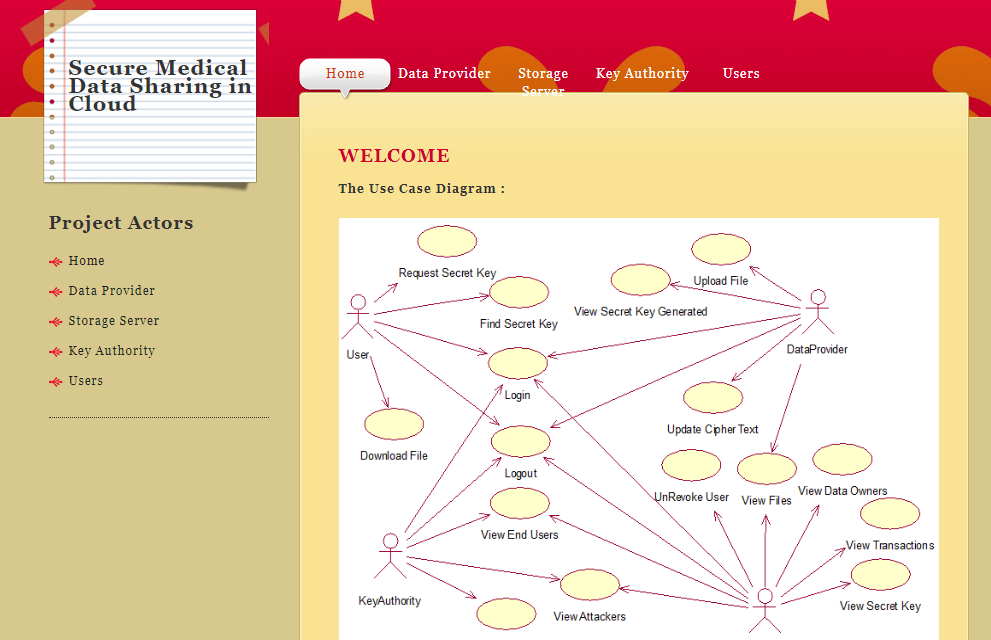 Secure Medical
Data Sharing in
Cloud
Home
Data Provider
Storage
Server
Key Authority
Users
Project Actors
Home
Data Provider
Storage Server
Key Authority
Users
WELCOME
The Use Case Diagram :
Request Secret Key
Upload File
View Secret Key Generated
Find Secret Key
User
DataProvider
Login
Update Cipher Text
Download File
Logout
UnRevoke User
View Files
View Data Owners
View End Users
View Transactions
KeyAuthority
View Attackers
View Secret Key